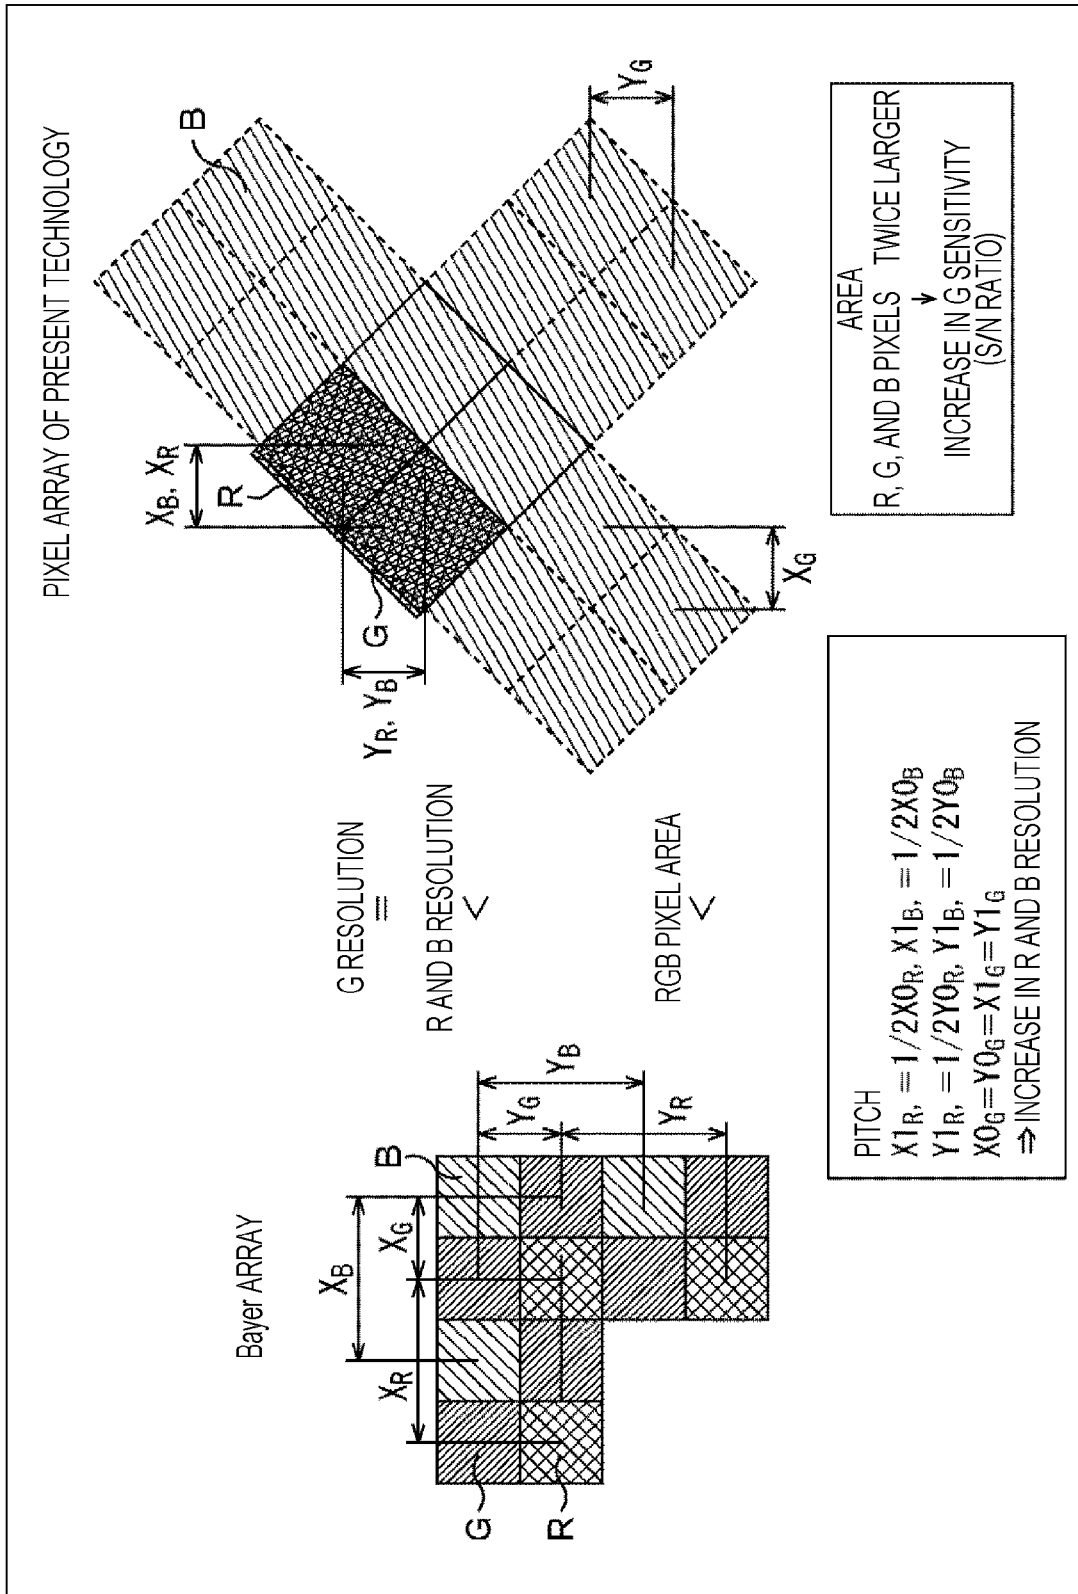 Bayer ARRAY
X_B
X_R
X_G
B
Y_G
Y_B
Y_R
G
R
G RESOLUTION
=
R AND B RESOLUTION
<
RGB PIXEL AREA
<
PIXEL ARRAY OF PRESENT TECHNOLOGY
X_B, X_R
R
B
G
Y_R, Y_B
X_G
Y_G
PITCH
X1_R, =1/2X0_R, X1_B, =1/2X0_B
Y1_R, =1/2Y0_R, Y1_B, =1/2Y0_B
X0_G=Y0_G=X1_G=Y1_G
⇒ INCREASE IN R AND B RESOLUTION
AREA
R, G, AND B PIXELS TWICE LARGER
↓
INCREASE IN G SENSITIVITY
(S/N RATIO)